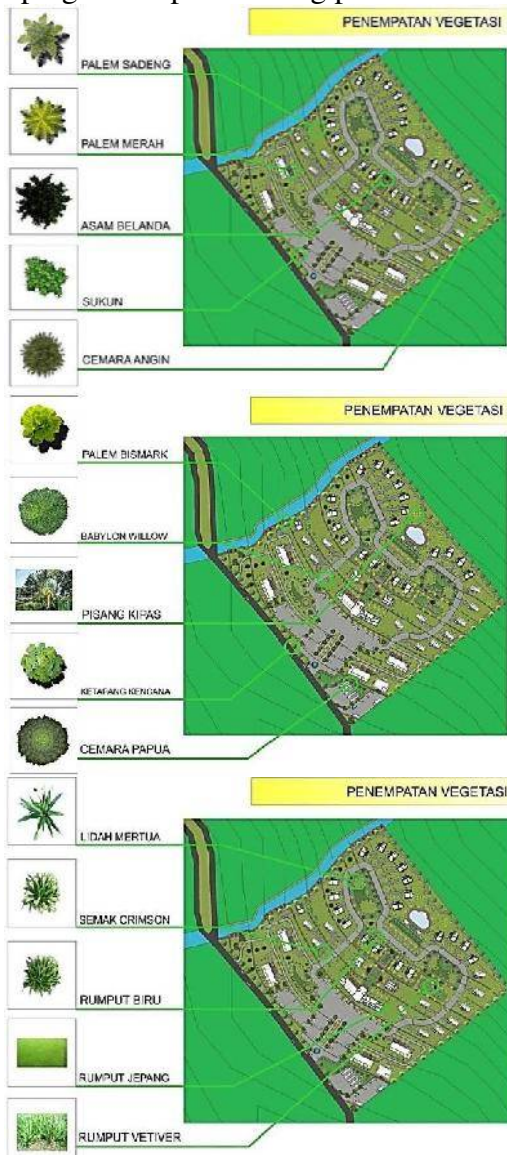 PENEMPATAN VEGETASI
PALEM SADENG
PALEM MERAH
ASAM BELANDA
SUKUN
CEMARA ANGIN
PENEMPATAN VEGETASI
PALEM BISMARK
BABYLON WILLOW
PISANG KIPAS
KETAPANG KENCANA
CEMARA PAPUA
PENEMPATAN VEGETASI
LIDAH MERTUA
SEMAK CRIMSON
RUMPUT BIRU
RUMPUT JEPANG
RUMPUT VETIVER